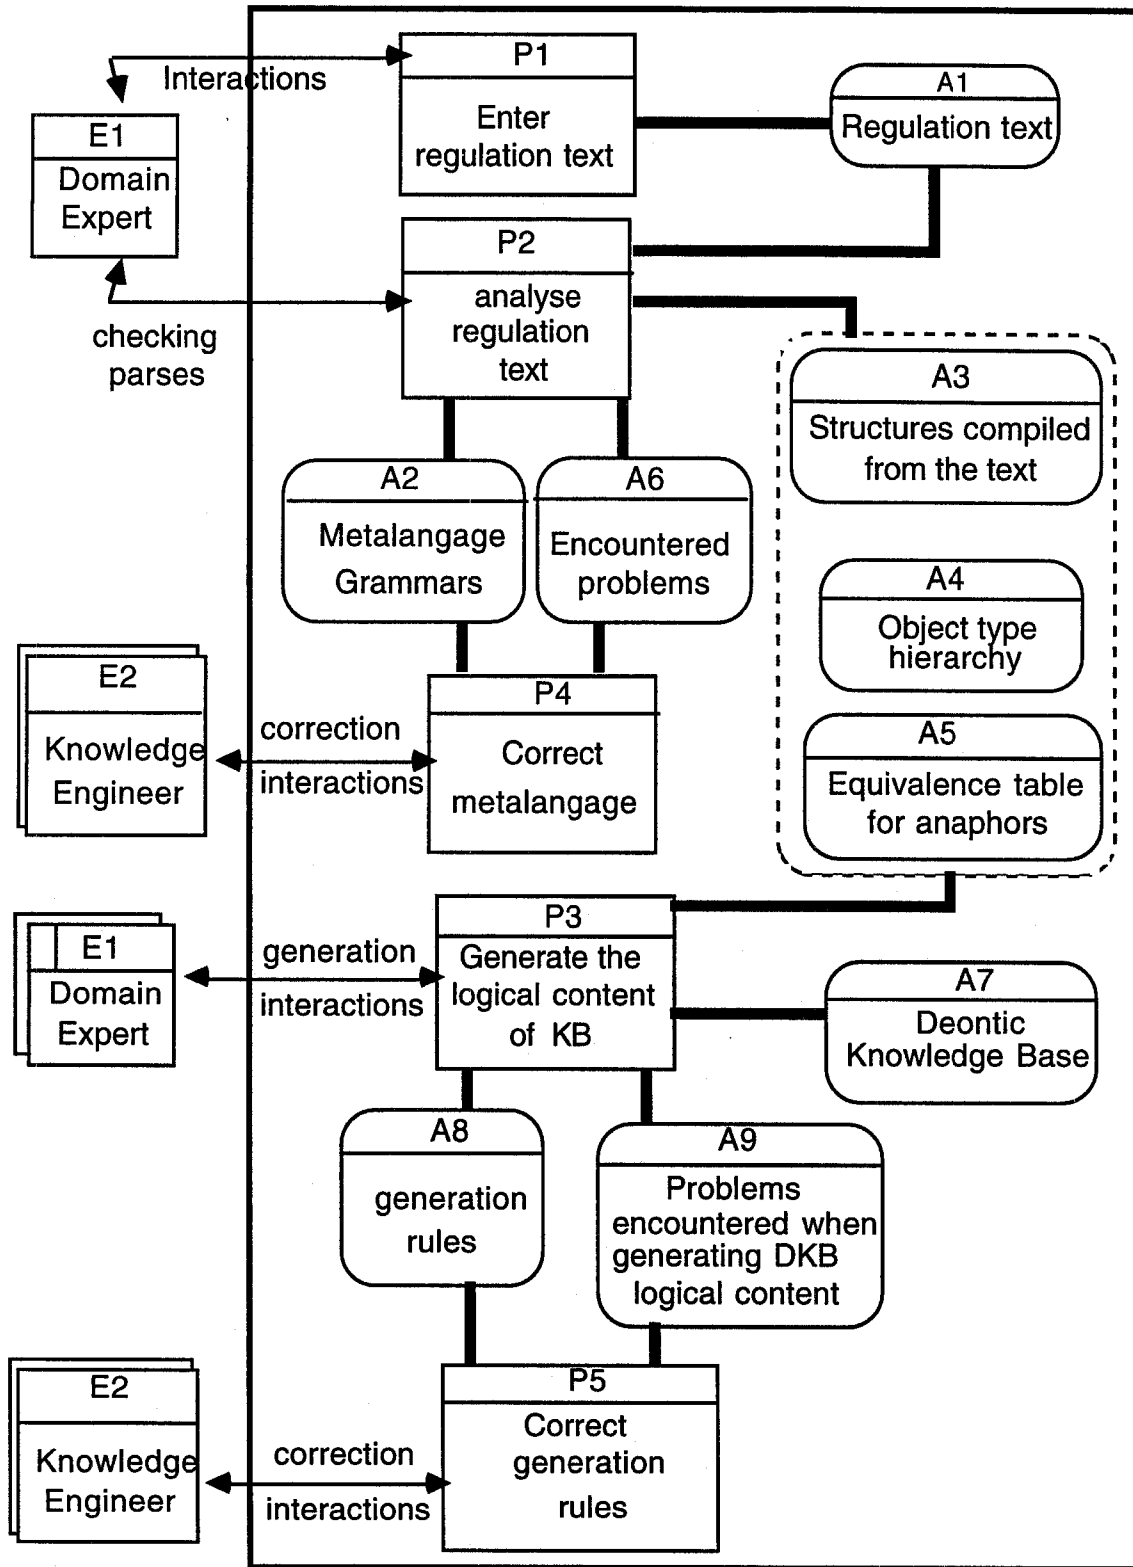 P1
Enter
regulation text
Interactions
A1
Regulation text
E1
Domain
Expert
P2
analyse
regulation
text
checking
parses
A3
Structures compiled
from the text
A2
Metalangage
Grammars
A6
Encountered
problems
A4
Object type
hierarchy
E2
Knowledge
Engineer
correction
interactions
P4
Correct
metalangage
A5
Equivalence table
for anaphors
E1
Domain
Expert
generation
interactions
P3
Generate the
logical content
of KB
A7
Deontic
Knowledge Base
A8
generation
rules
A9
Problems
encountered when
generating DKB
logical content
E2
Knowledge
Engineer
correction
interactions
P5
Correct
generation
rules